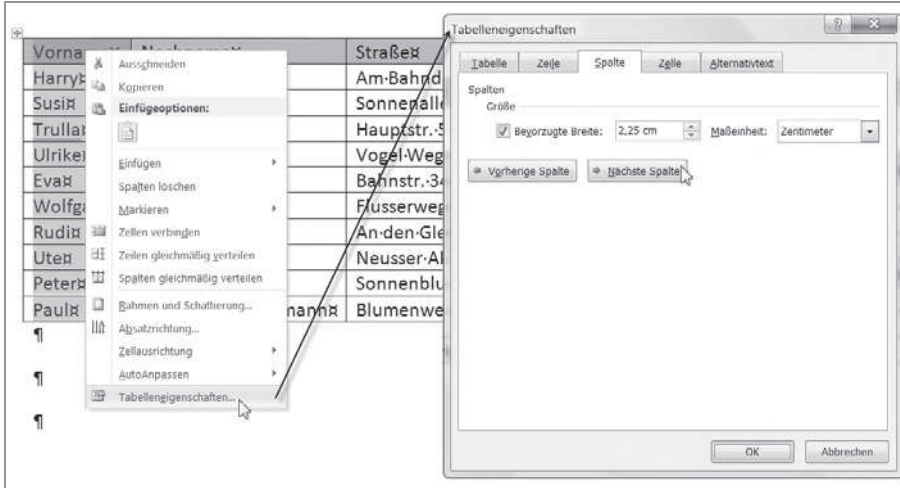 Vorna
Straße¤
Harry¤
Am·Bahnd
Susi¤
Sonnenalle
Trulla¤
Hauptstr.·5
Ulrike¤
Vogel-Weg
Eva¤
Bahnstr.·34
Wolfga
Flusserweg
Rudi¤
An·den·Gle
Ute¤
Neusser·Al
Peter¤
Sonnenblu
Paul¤
mann¤
Blumenwe
¶
¶
¶
Ausschneiden
Kopieren
Einfügeoptionen:
Einfügen
Spalten löschen
Markieren
Zellen verbinden
Zeilen gleichmäßig verteilen
Spalten gleichmäßig verteilen
Rahmen und Schattierung...
Absatzrichtung...
Zellausrichtung
AutoAnpassen
Tabelleneigenschaften...
Tabelleneigenschaften
Tabelle Zeile Spalte Zelle Alternativtext
Spalten
Größe
Bevorzugte Breite: 2,25 cm Maßeinheit: Zentimeter
Vorherige Spalte Nächste Spalte
OK Abbrechen